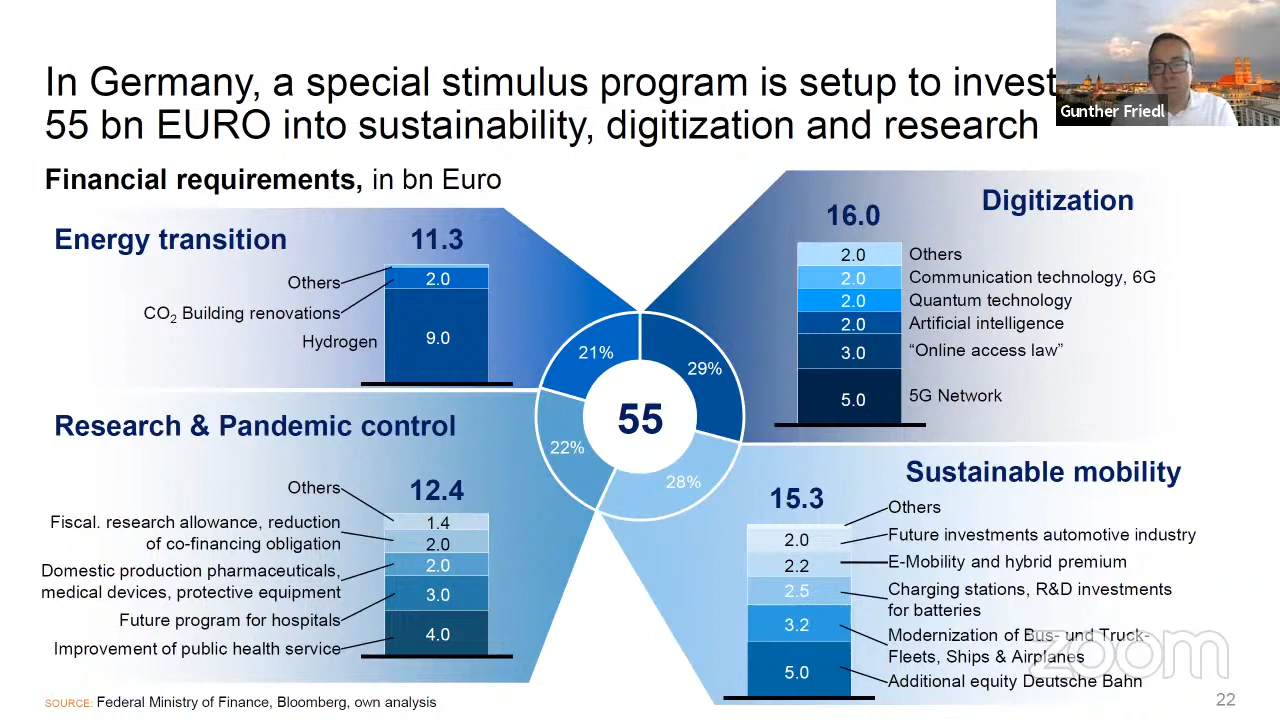 In Germany, a special stimulus program is setup to invest
55 bn EURO into sustainability, digitization and research
Gunther Friedl
Financial requirements, in bn Euro
Energy transition
11.3
Others
CO2 Building renovations
2.0
Hydrogen
9.0
Digitization
16.0
2.0 Others
2.0 Communication technology, 6G
2.0 Quantum technology
2.0 Artificial intelligence
3.0 “Online access law”
5.0 5G Network
21%
29%
55
22%
28%
Research & Pandemic control
12.4
Others
1.4
Fiscal. research allowance, reduction
of co-financing obligation
2.0
Domestic production pharmaceuticals,
medical devices, protective equipment
2.0
Future program for hospitals
3.0
Improvement of public health service
4.0
Sustainable mobility
15.3
Others
2.0 Future investments automotive industry
2.2 E-Mobility and hybrid premium
2.5 Charging stations, R&D investments
for batteries
3.2 Modernization of Bus- und Truck-
Fleets, Ships & Airplanes
5.0 Additional equity Deutsche Bahn
zoom
SOURCE: Federal Ministry of Finance, Bloomberg, own analysis
22